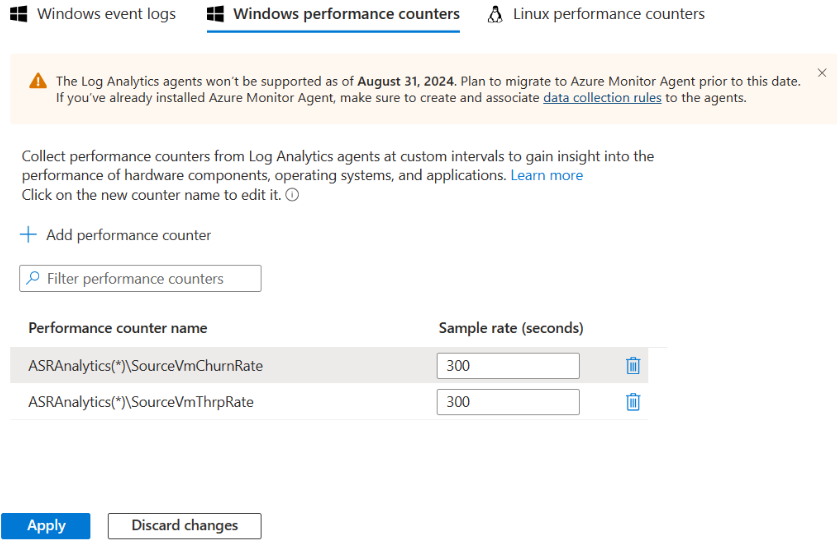 Windows event logs Windows performance counters Linux performance counters
The Log Analytics agents won't be supported as of August 31, 2024. Plan to migrate to Azure Monitor Agent prior to this date.
If you've already installed Azure Monitor Agent, make sure to create and associate data collection rules to the agents.
Collect performance counters from Log Analytics agents at custom intervals to gain insight into the
performance of hardware components, operating systems, and applications. Learn more
Click on the new counter name to edit it.
Add performance counter
Filter performance counters
Performance counter name Sample rate (seconds)
ASRAnalytics(*)\SourceVmChurnRate 300
ASRAnalytics(*)\SourceVmThrpRate 300
Apply Discard changes